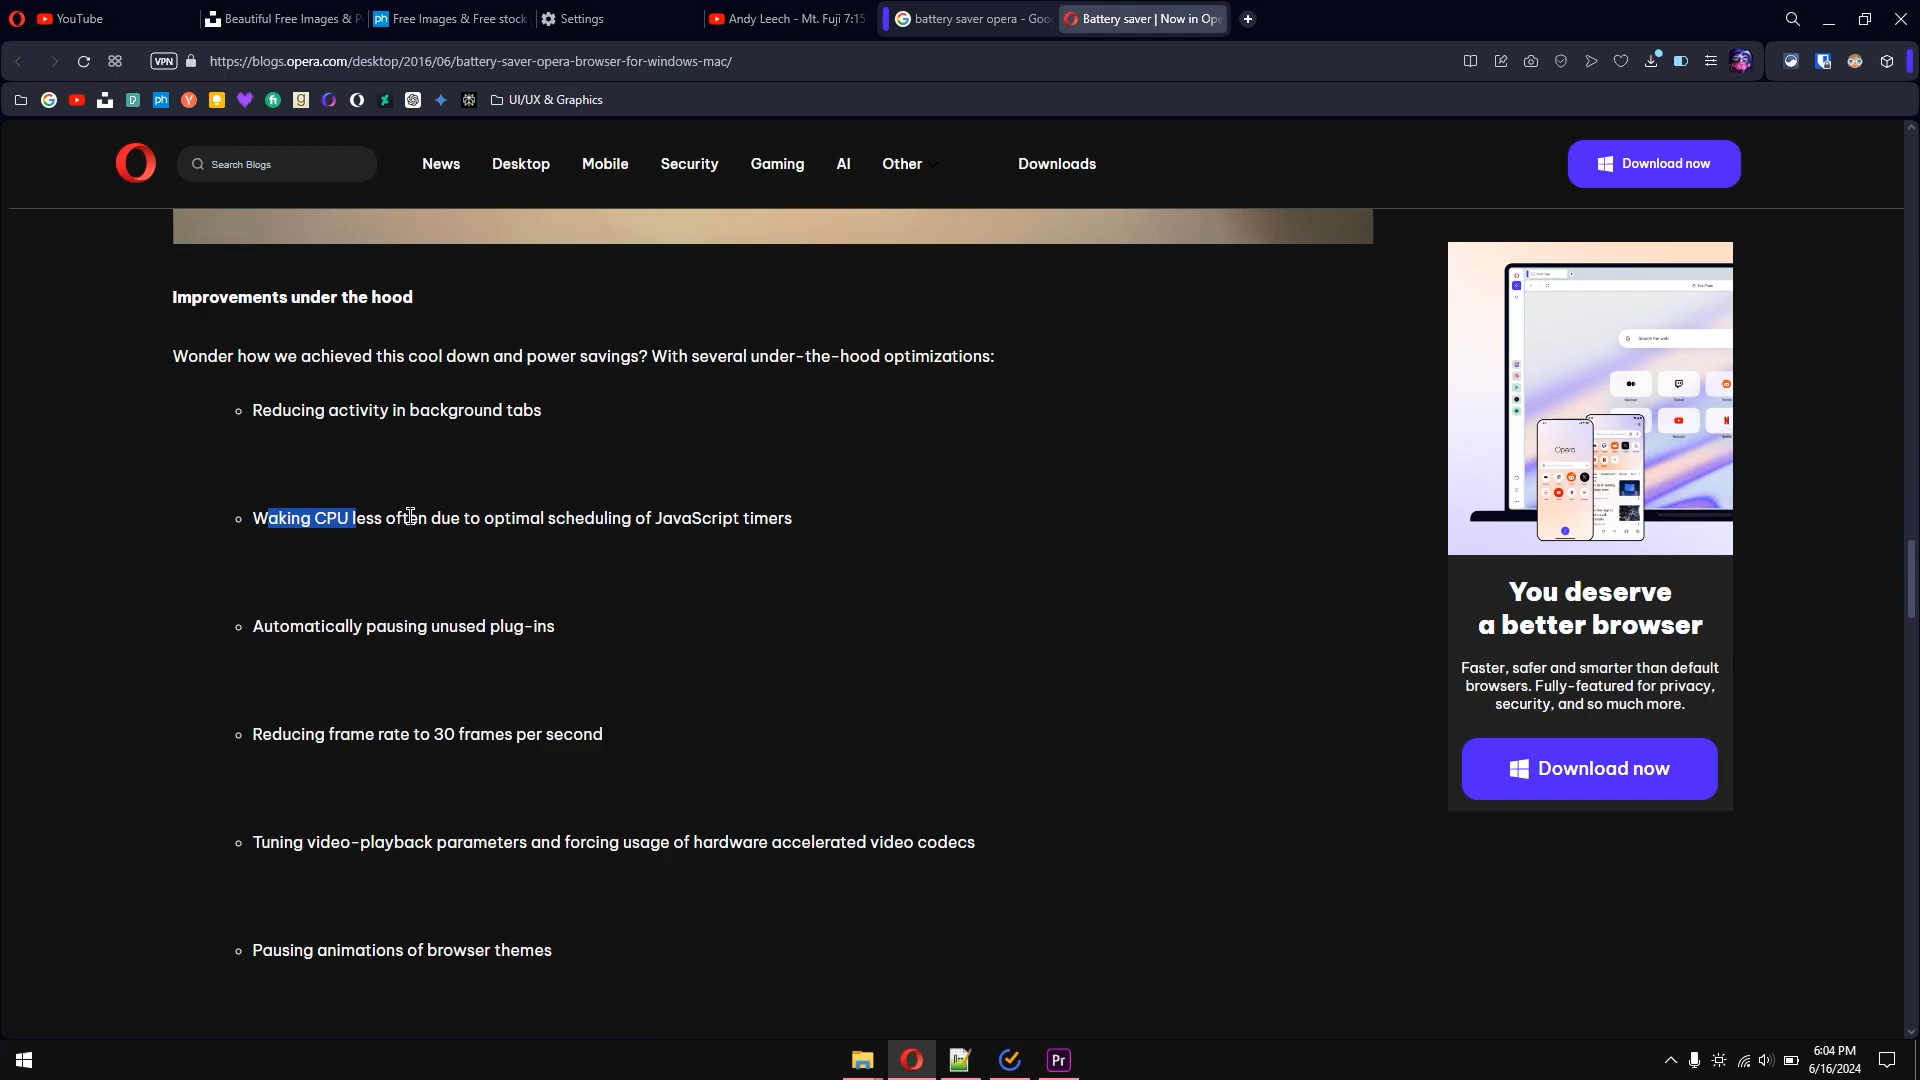 YouTube
Beautiful Free Images & P
Free Images & Free stock
Settings
Andy Leech - Mt. Fuji 7:15
battery saver opera - Goo
Battery saver | Now in Ope
VPN
https://blogs.opera.com/desktop/2016/06/battery-saver-opera-browser-for-windows-mac/
UI/UX & Graphics
Search Blogs
News
Desktop
Mobile
Security
Gaming
AI
Other
Downloads
Download now
Improvements under the hood
Wonder how we achieved this cool down and power savings? With several under-the-hood optimizations:
Reducing activity in background tabs
Waking CPU less often due to optimal scheduling of JavaScript timers
Automatically pausing unused plug-ins
Reducing frame rate to 30 frames per second
Tuning video-playback parameters and forcing usage of hardware accelerated video codecs
Pausing animations of browser themes
Search the web
Opera
You deserve
a better browser
Faster, safer and smarter than default
browsers. Fully-featured for privacy,
security, and so much more.
Download now
Pr
6:04 PM
6/16/2024